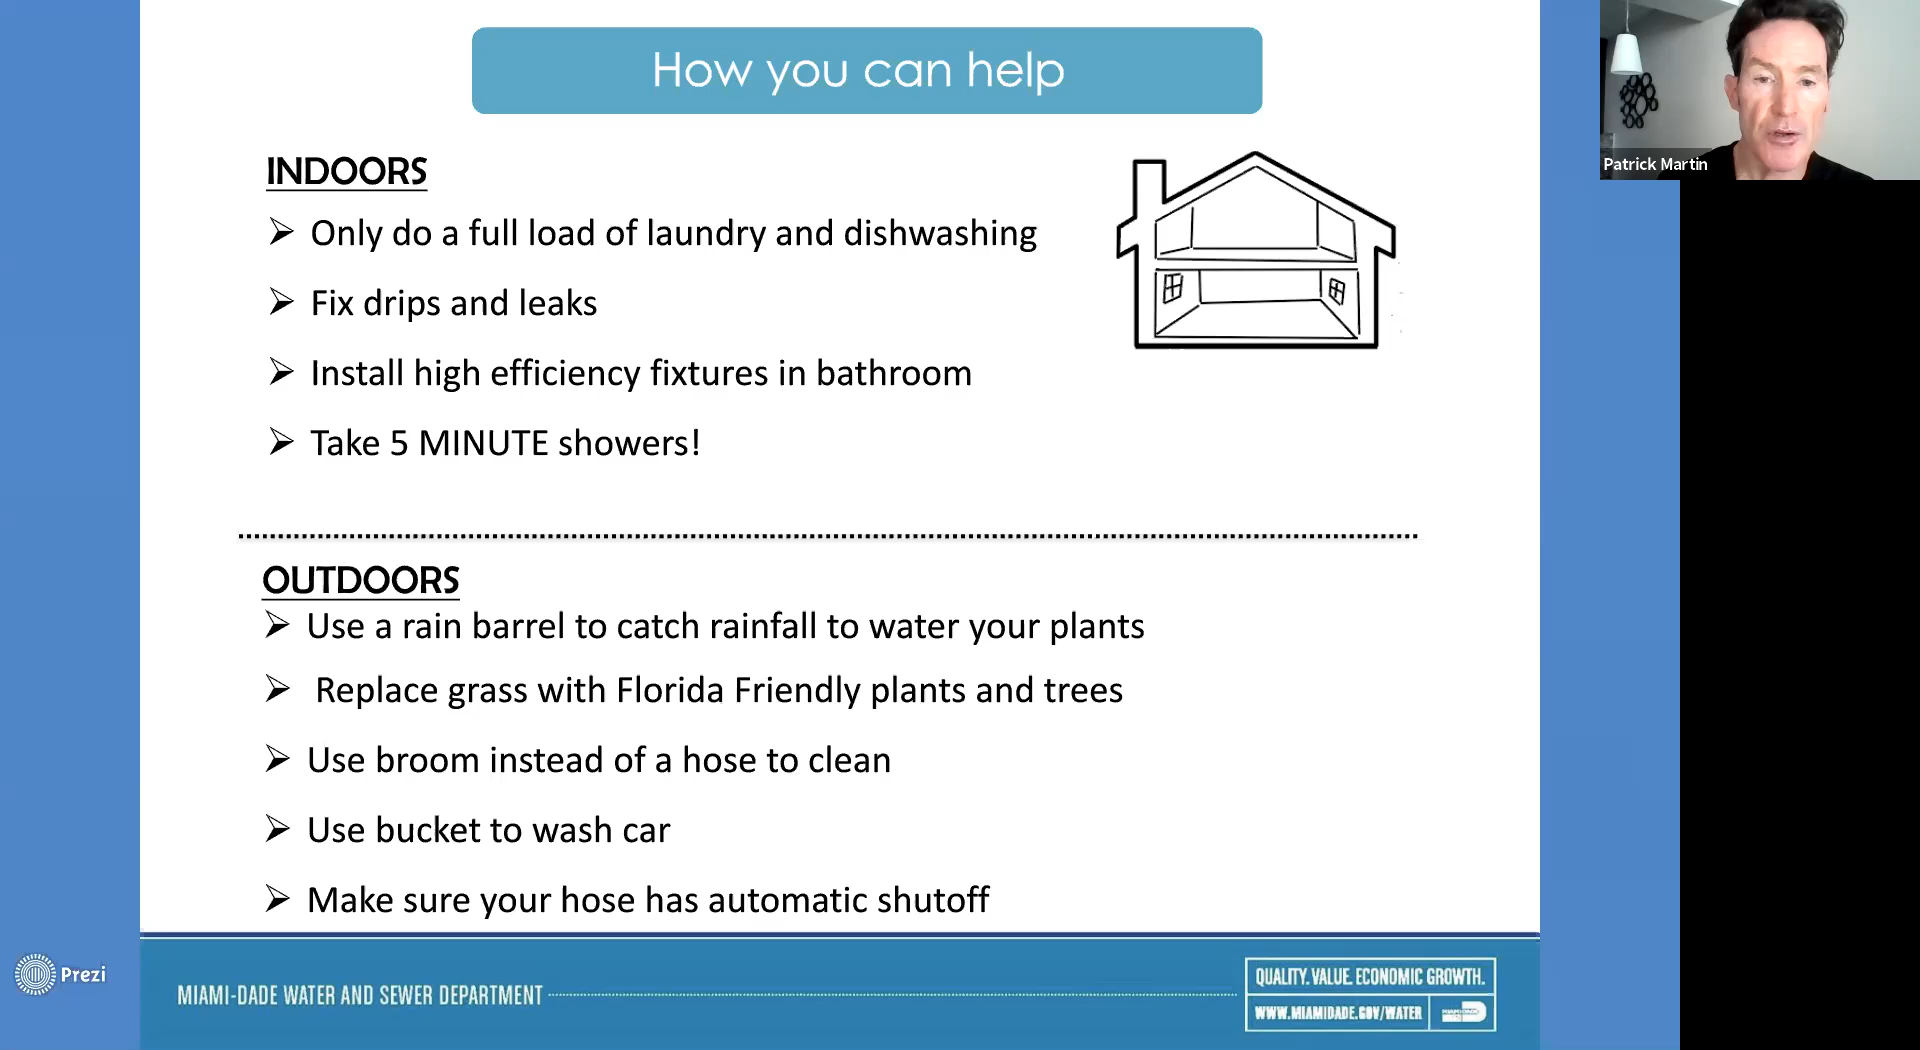 How you can help
Patrick Martin
INDOORS
Only do a full load of laundry and dishwashing
Fix drips and leaks
Install high efficiency fixtures in bathroom
Take 5 MINUTE showers!
OUTDOORS
Use a rain barrel to catch rainfall to water your plants
Replace grass with Florida Friendly plants and trees
Use broom instead of a hose to clean
Use bucket to wash car
Make sure your hose has automatic shutoff
Prezi
MIAMI-DADE WATER AND SEWER DEPARTMENT
QUALITY. VALUE. ECONOMIC GROWTH.
WWW.MIAMIDADE.GOV/WATER
MIAMI-DADE